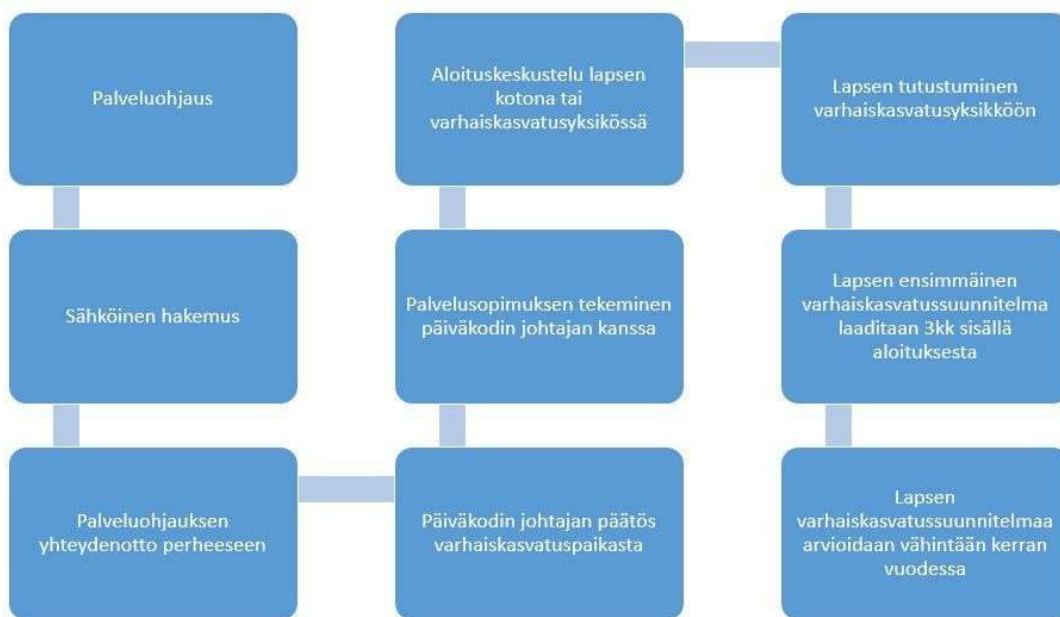 Palveluohjaus
Sähköinen hakemus
Palveluohjauksen
yhteydenotto perheeseen
Päiväkodin johtajan päätös
varhaiskasvatuspaikasta
Palvelusopimuksen tekeminen
päiväkodin johtajan kanssa
Aloituskeskustelu lapsen
kotona tai
varhaiskasvatusyksikössä
Lapsen tutustuminen
varhaiskasvatusyksikköön
Lapsen ensimmäinen
varhaiskasvatussuunnitelma
laaditaan 3kk sisällä
aloituksesta
Lapsen
varhaiskasvatussuunnitelmaa
arvioidaan vähintään kerran
vuodessa